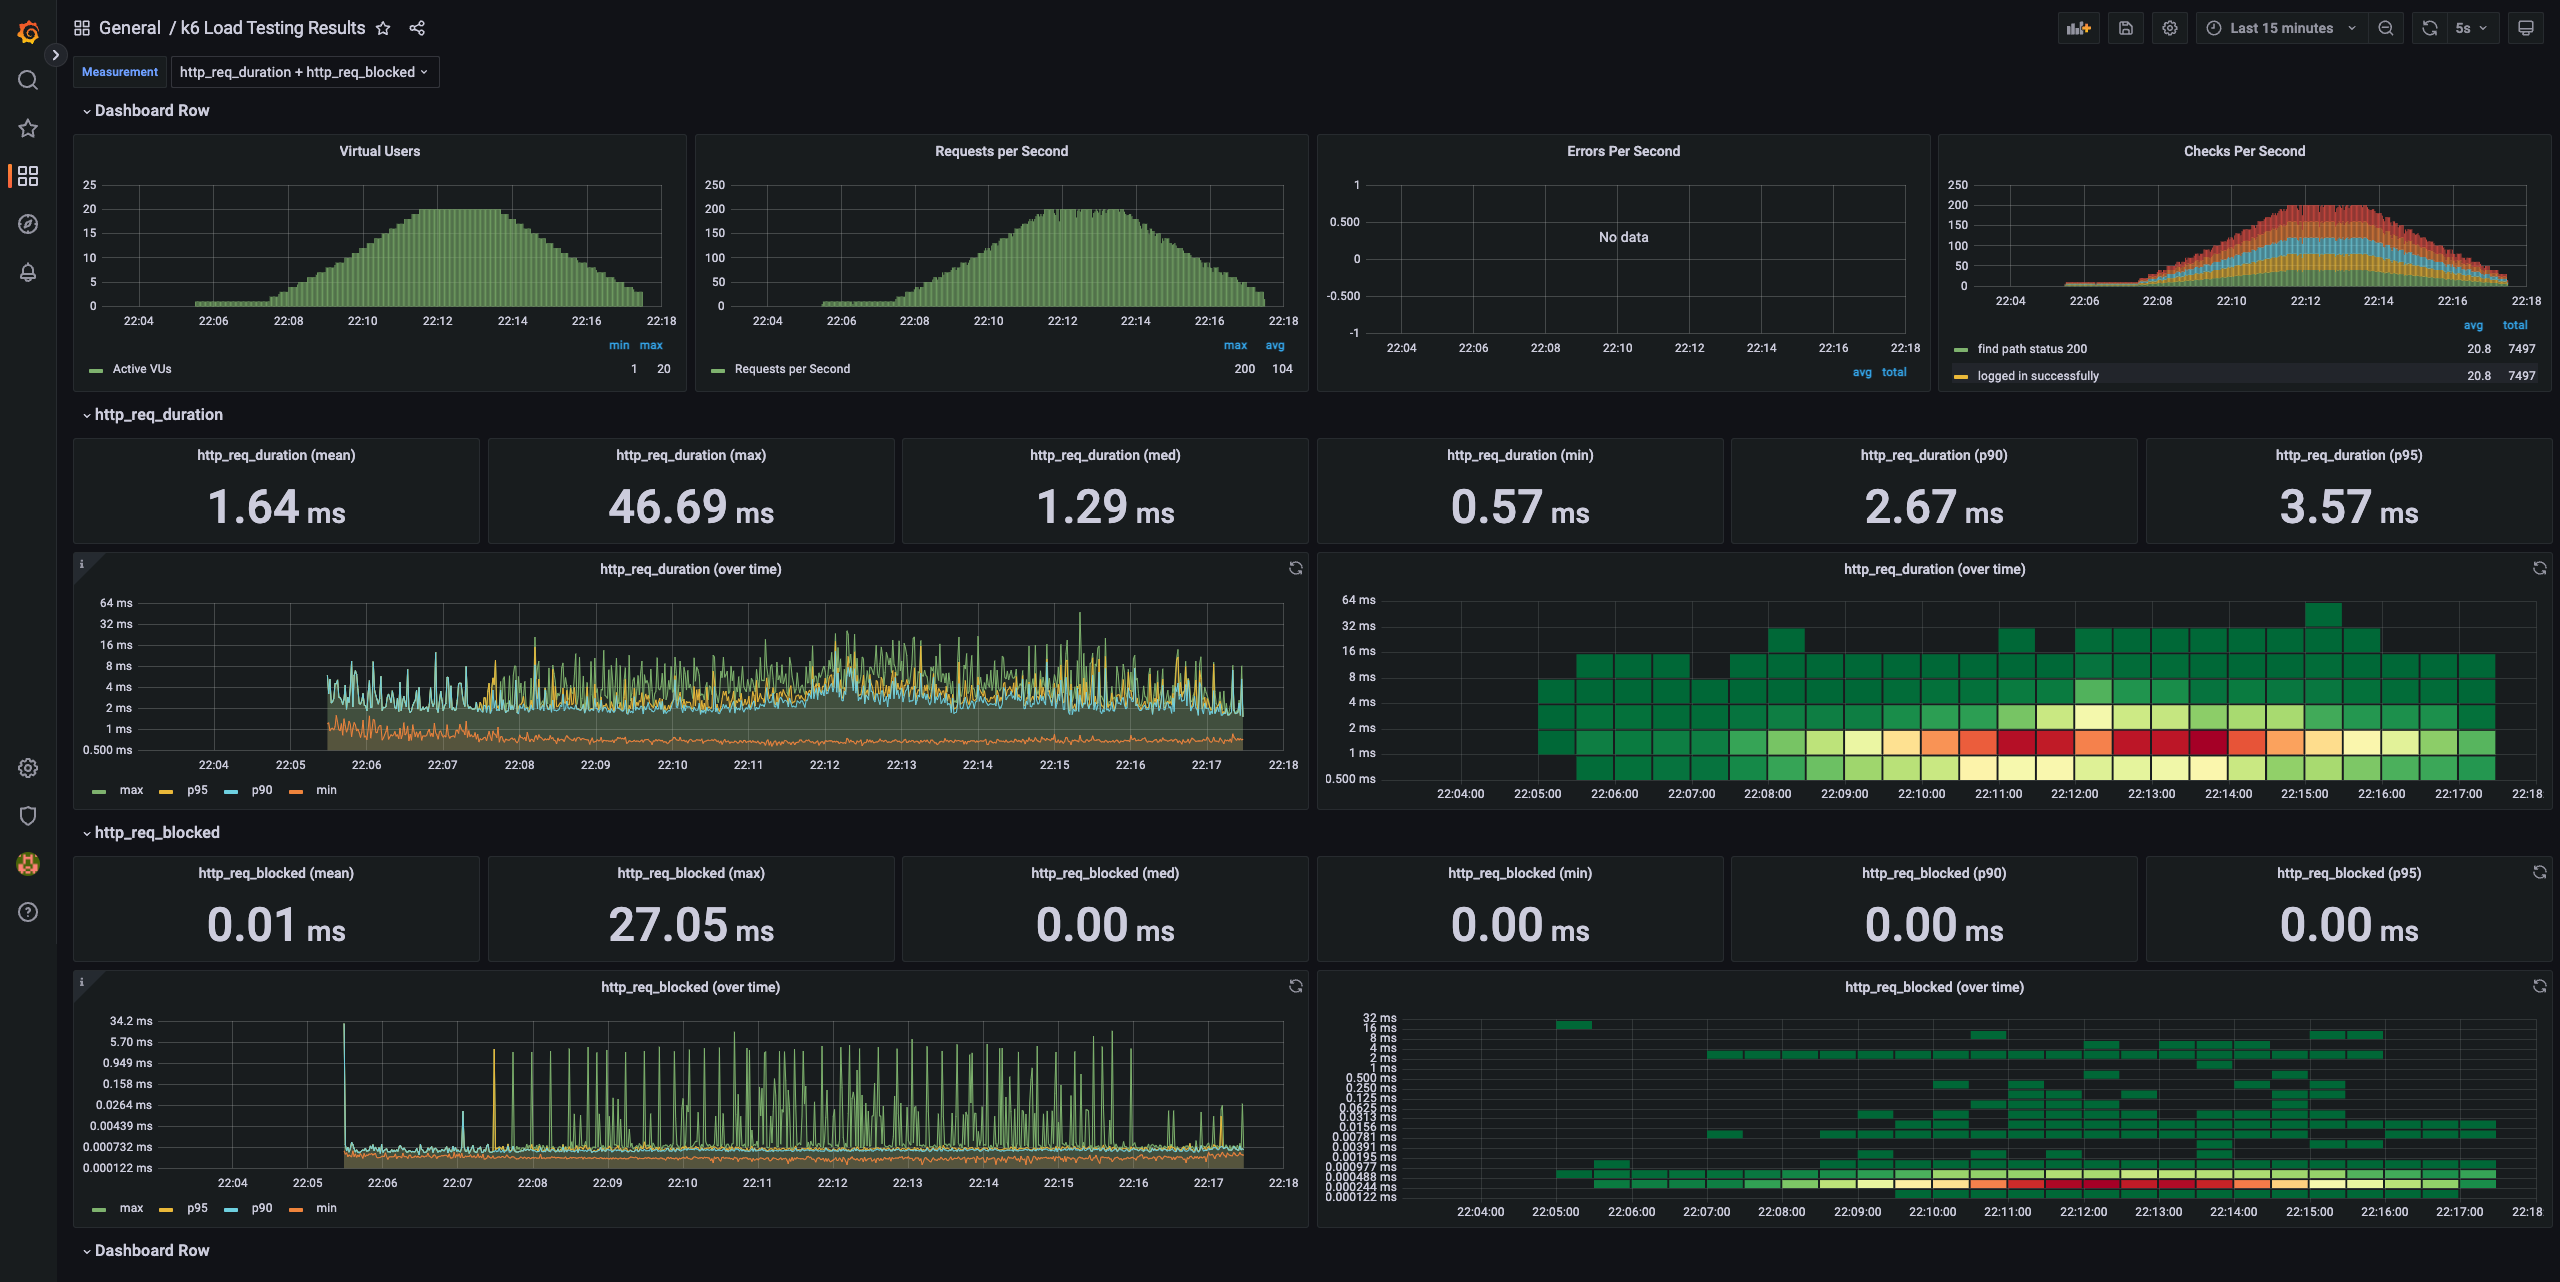 General / k6 Load Testing Results
Last 15 minutes
5s
Measurement http_req_duration + http_req_blocked
Dashboard Row
Virtual Users
25
20
15
10
5
0
22:04 22:06 22:08 22:10 22:12 22:14 22:16 22:18
min max
Active VUs 1 20
Requests per Second
250
200
150
100
50
0
22:04 22:06 22:08 22:10 22:12 22:14 22:16 22:18
max avg
Requests per Second 200 104
Errors Per Second
1
0.500
No data
0
-0.500
-1
22:04 22:06 22:08 22:10 22:12 22:14 22:16 22:18
avg total
Checks Per Second
250
200
150
100
50
0
22:04 22:06 22:08 22:10 22:12 22:14 22:16 22:18
avg total
find path status 200 20.8 7497
logged in successfully 20.8 7497
http_req_duration
http_req_duration (mean)
1.64 ms
http_req_duration (max)
46.69 ms
http_req_duration (med)
1.29 ms
http_req_duration (min)
0.57 ms
http_req_duration (p90)
2.67 ms
http_req_duration (p95)
3.57 ms
i
http_req_duration (over time)
64 ms
32 ms
16 ms
8 ms
4 ms
2 ms
1 ms
0.500 ms
22:04 22:05 22:06 22:07 22:08 22:09 22:10 22:11 22:12 22:13 22:14 22:15 22:16 22:17 22:18
max p95 p90 min
http_req_duration (over time)
64 ms
32 ms
16 ms
8 ms
4 ms
2 ms
1 ms
0.500 ms
22:04:00 22:05:00 22:06:00 22:07:00 22:08:00 22:09:00 22:10:00 22:11:00 22:12:00 22:13:00 22:14:00 22:15:00 22:16:00 22:17:00 22:18
http_req_blocked
http_req_blocked (mean)
0.01 ms
http_req_blocked (max)
27.05 ms
http_req_blocked (med)
0.00 ms
http_req_blocked (min)
0.00 ms
http_req_blocked (p90)
0.00 ms
http_req_blocked (p95)
0.00 ms
i
http_req_blocked (over time)
34.2 ms
5.70 ms
0.949 ms
0.158 ms
0.0264 ms
0.00439 ms
0.000732 ms
0.000122 ms
22:04 22:05 22:06 22:07 22:08 22:09 22:10 22:11 22:12 22:13 22:14 22:15 22:16 22:17 22:18
max p95 p90 min
http_req_blocked (over time)
32 ms
16 ms
8 ms
4 ms
2 ms
1 ms
0.500 ms
0.250 ms
0.125 ms
0.0625 ms
0.0313 ms
0.0156 ms
0.00781 ms
0.00391 ms
0.00195 ms
0.000977 ms
0.000488 ms
0.000244 ms
0.000122 ms
22:04:00 22:05:00 22:06:00 22:07:00 22:08:00 22:09:00 22:10:00 22:11:00 22:12:00 22:13:00 22:14:00 22:15:00 22:16:00 22:17:00 22:18
Dashboard Row